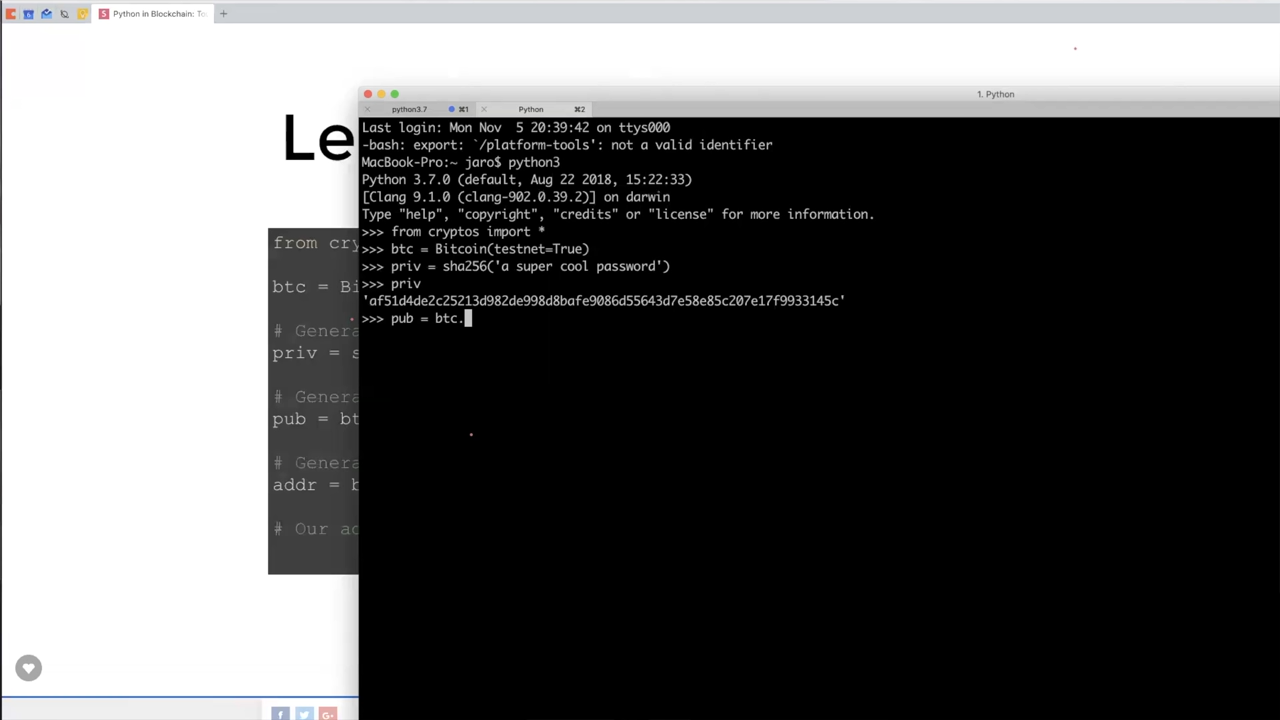 Python in Blockchain: To
Le
from cry
btc = Bi
# Genera
priv = s
# Genera
pub = bt
# Genera
addr = b
# Our ad
1. Python
python3.7 ⌘1
Python ⌘2
Last login: Mon Nov  5 20:39:42 on ttys000
-bash: export: `/platform-tools': not a valid identifier
MacBook-Pro:~ jaro$ python3
Python 3.7.0 (default, Aug 22 2018, 15:22:33)
[Clang 9.1.0 (clang-902.0.39.2)] on darwin
Type "help", "copyright", "credits" or "license" for more information.
>>> from cryptos import *
>>> btc = Bitcoin(testnet=True)
>>> priv = sha256('a super cool password')
>>> priv
'af51d4de2c25213d982de998d8bafe9086d55643d7e58e85c207e17f9933145c'
>>> pub = btc.